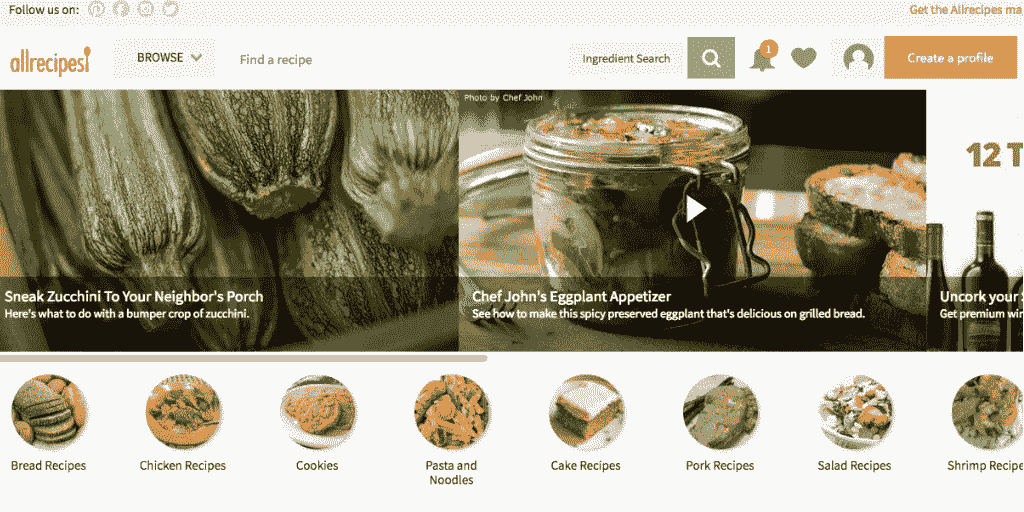 Follow us on:
Get the Allrecipes ma
allrecipes
BROWSE
Find a recipe
Ingredient Search
1
Create a profile
Photo by Chef John
12 T
Sneak Zucchini To Your Neighbor's Porch
Here's what to do with a bumper crop of zucchini.
Chef John's Eggplant Appetizer
See how to make this spicy preserved eggplant that's delicious on grilled bread.
Uncork your
Get premium win
Bread Recipes
Chicken Recipes
Cookies
Pasta and
Noodles
Cake Recipes
Pork Recipes
Salad Recipes
Shrimp Recipe